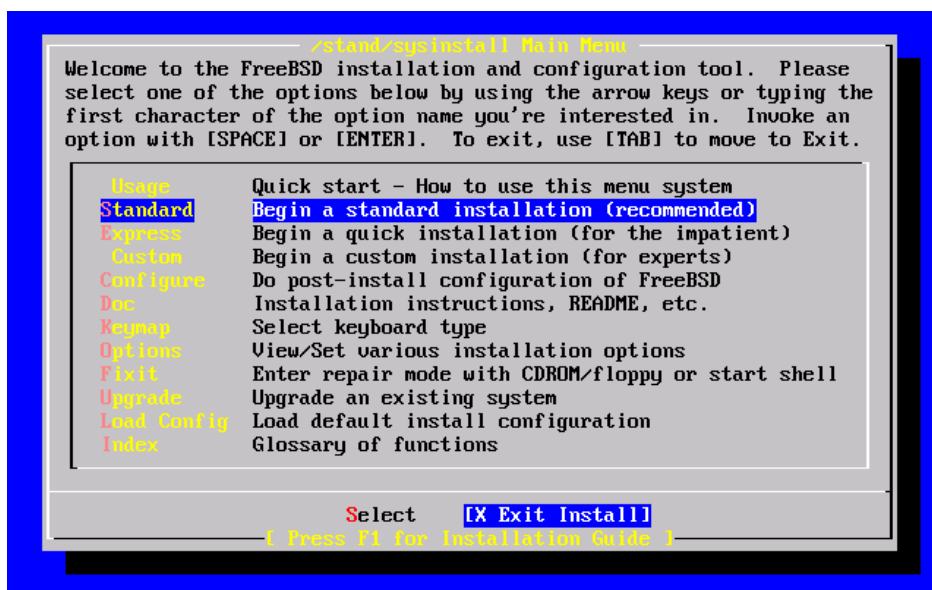 /stand/sysinstall Main Menu
Welcome to the FreeBSD installation and configuration tool.  Please
select one of the options below by using the arrow keys or typing the
first character of the option name you're interested in.  Invoke an
option with [SPACE] or [ENTER].  To exit, use [TAB] to move to Exit.
Usage Quick start - How to use this menu system
Standard Begin a standard installation (recommended)
Express Begin a quick installation (for the impatient)
Custom Begin a custom installation (for experts)
Configure Do post-install configuration of FreeBSD
Doc Installation instructions, README, etc.
Keymap Select keyboard type
Options View/Set various installation options
Fixit Enter repair mode with CDROM/floppy or start shell
Upgrade Upgrade an existing system
Load Config Load default install configuration
Index Glossary of functions
Select [X Exit Install]
[ Press F1 for Installation Guide ]